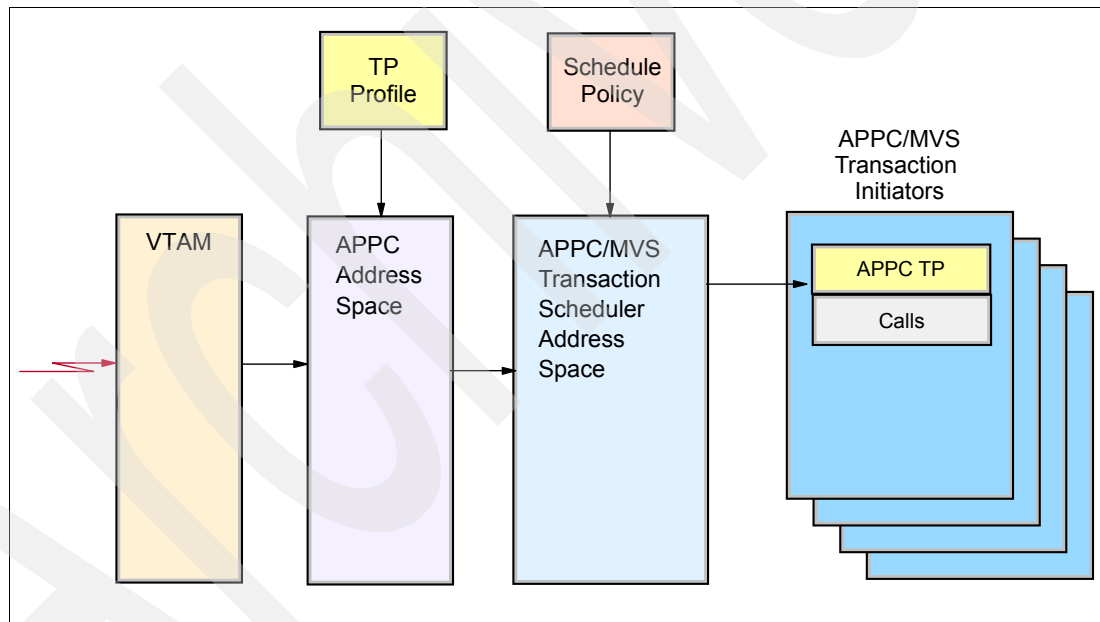 TP
Profile
Schedule
Policy
APPC/MVS
Transaction
Initiators
VTAM
APPC
Address
Space
APPC/MVS
Transaction
Scheduler
Address
Space
APPC TP
Calls